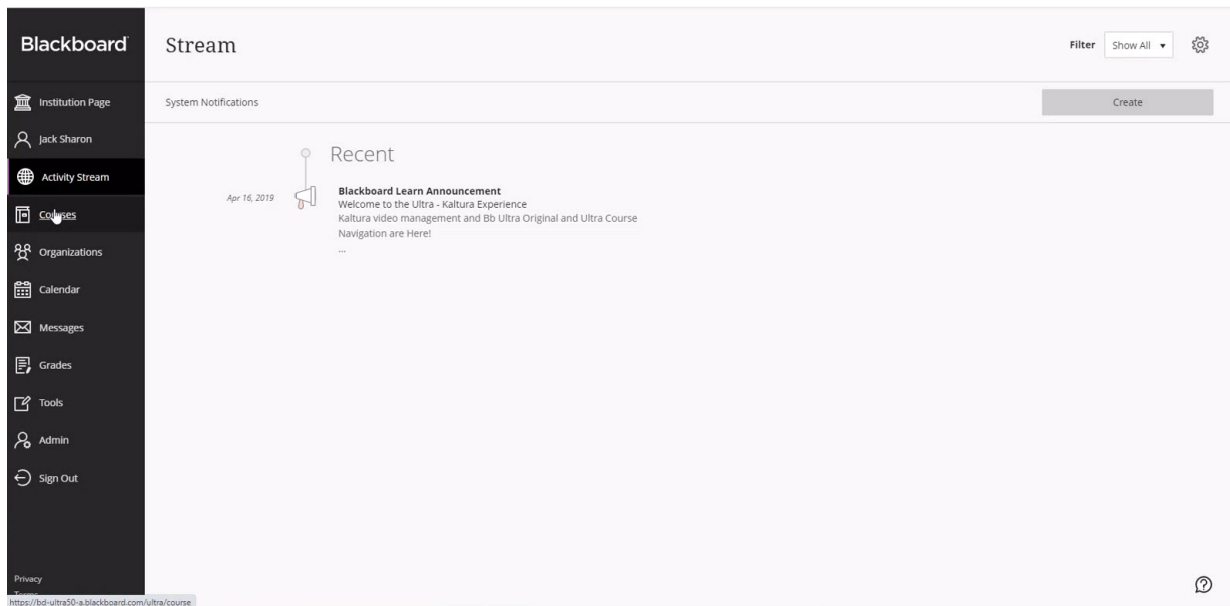 Blackboard
Institution Page
Jack Sharon
Activity Stream
Courses
Organizations
Calendar
Messages
Grades
Tools
Admin
Sign Out
Privacy
Terms
https://bd-ultra50-a.blackboard.com/ultra/course
Stream
Filter Show All
System Notifications
Create
Recent
Apr 16, 2019
Blackboard Learn Announcement
Welcome to the Ultra - Kaltura Experience
Kaltura video management and Bb Ultra Original and Ultra Course
Navigation are Here!
...